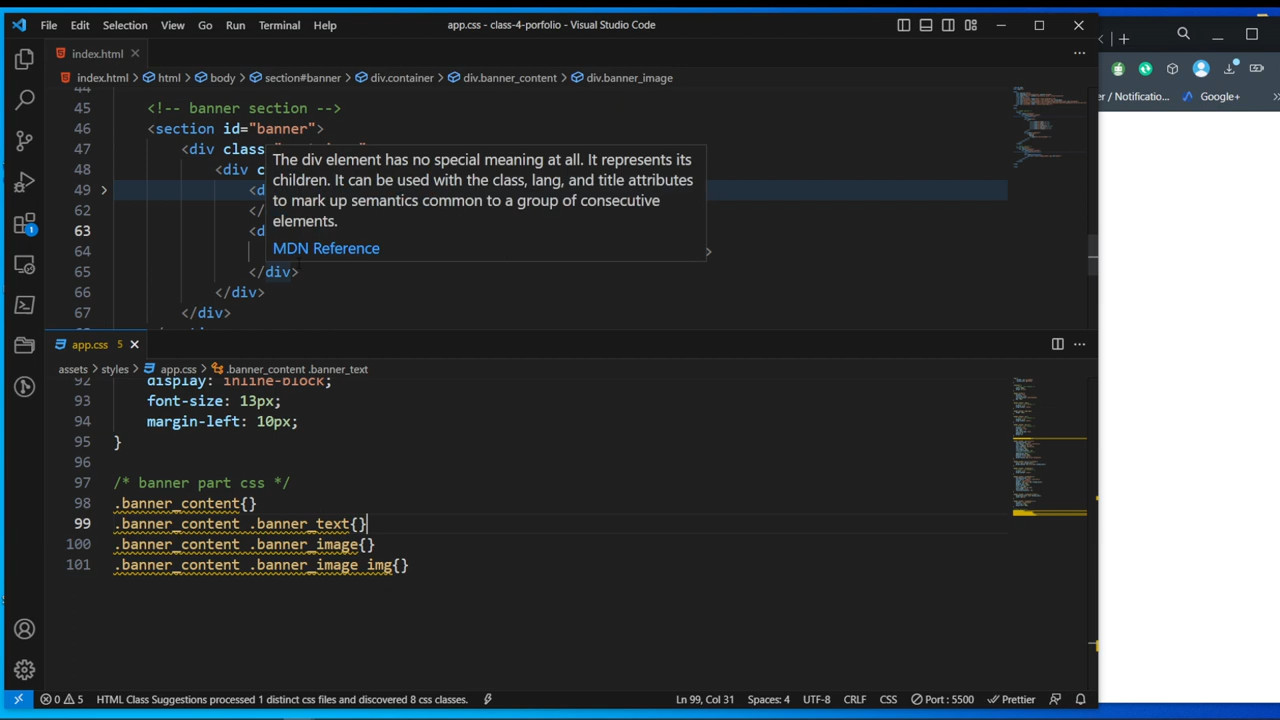 File Edit Selection View Go Run Terminal Help app.css - class-4-porfolio - Visual Studio Code
index.html
index.html > html > body > section#banner > div.container > div.banner_content > div.banner_image
er / Notificatio... Google+
45 <!-- banner section -->
46 <section id="banner">
47 <div class
48 <div c
49 <d
62 </
63 <d
64 >
65 </div>
66 </div>
67 </div>
The div element has no special meaning at all. It represents its
children. It can be used with the class, lang, and title attributes
to mark up semantics common to a group of consecutive
elements.
MDN Reference
app.css 5
assets > styles > app.css > .banner_content .banner_text
92 display: inline-block;
93 font-size: 13px;
94 margin-left: 10px;
95 }
96
97 /* banner part css */
98 .banner_content{}
99 .banner_content .banner_text{}
100 .banner_content .banner_image{}
101 .banner_content .banner_image img{}
0 5 HTML Class Suggestions processed 1 distinct css files and discovered 8 css classes. Ln 99, Col 31 Spaces: 4 UTF-8 CRLF CSS Port : 5500 Prettier